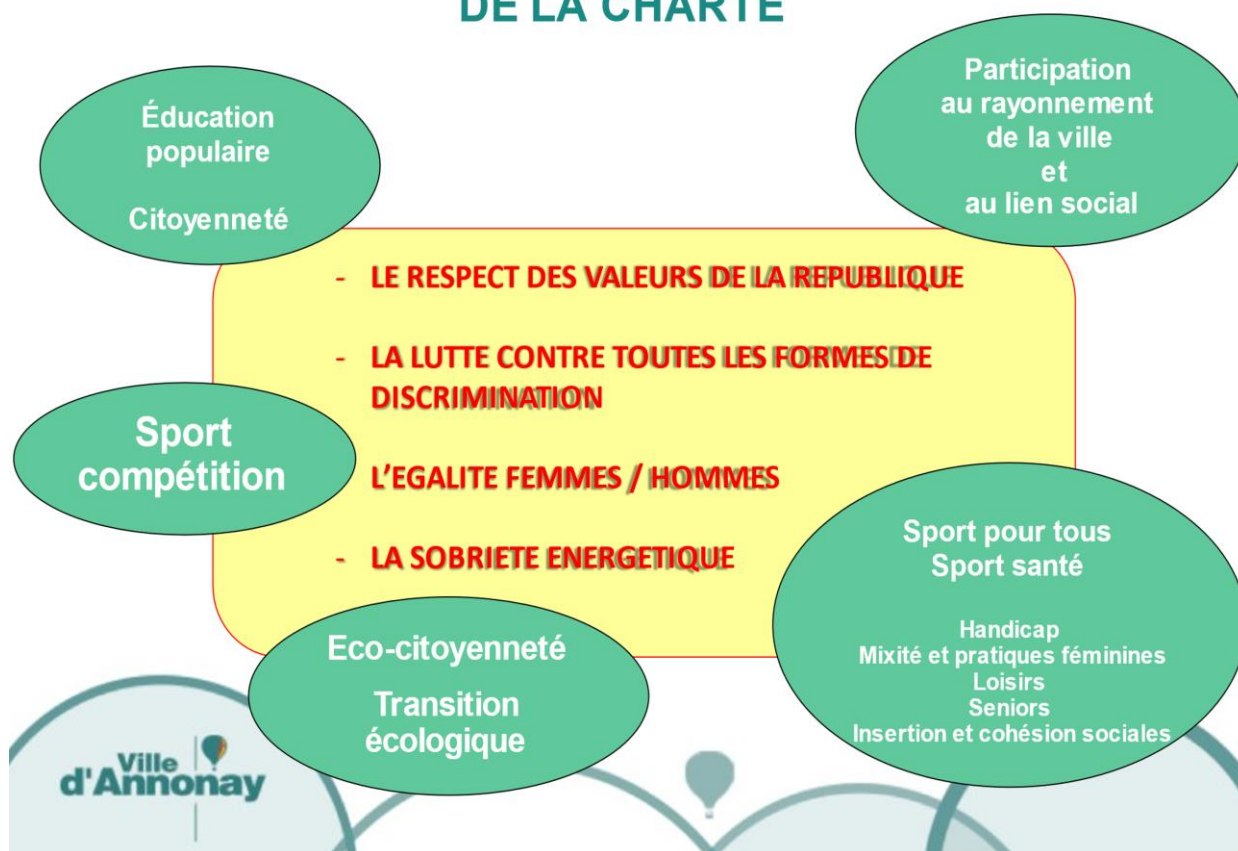 DE LA CHARTE
Éducation
populaire
Citoyenneté
Participation
au rayonnement
de la ville
et
au lien social
- LE RESPECT DES VALEURS DE LA REPUBLIQUE
- LA LUTTE CONTRE TOUTES LES FORMES DE
DISCRIMINATION
L'EGALITE FEMMES / HOMMES
- LA SOBRIETE ENERGETIQUE
Sport
compétition
Sport pour tous
Sport santé
Handicap
Mixité et pratiques féminines
Loisirs
Seniors
Insertion et cohésion sociales
Eco-citoyenneté
Transition
écologique
Ville
d'Annonay